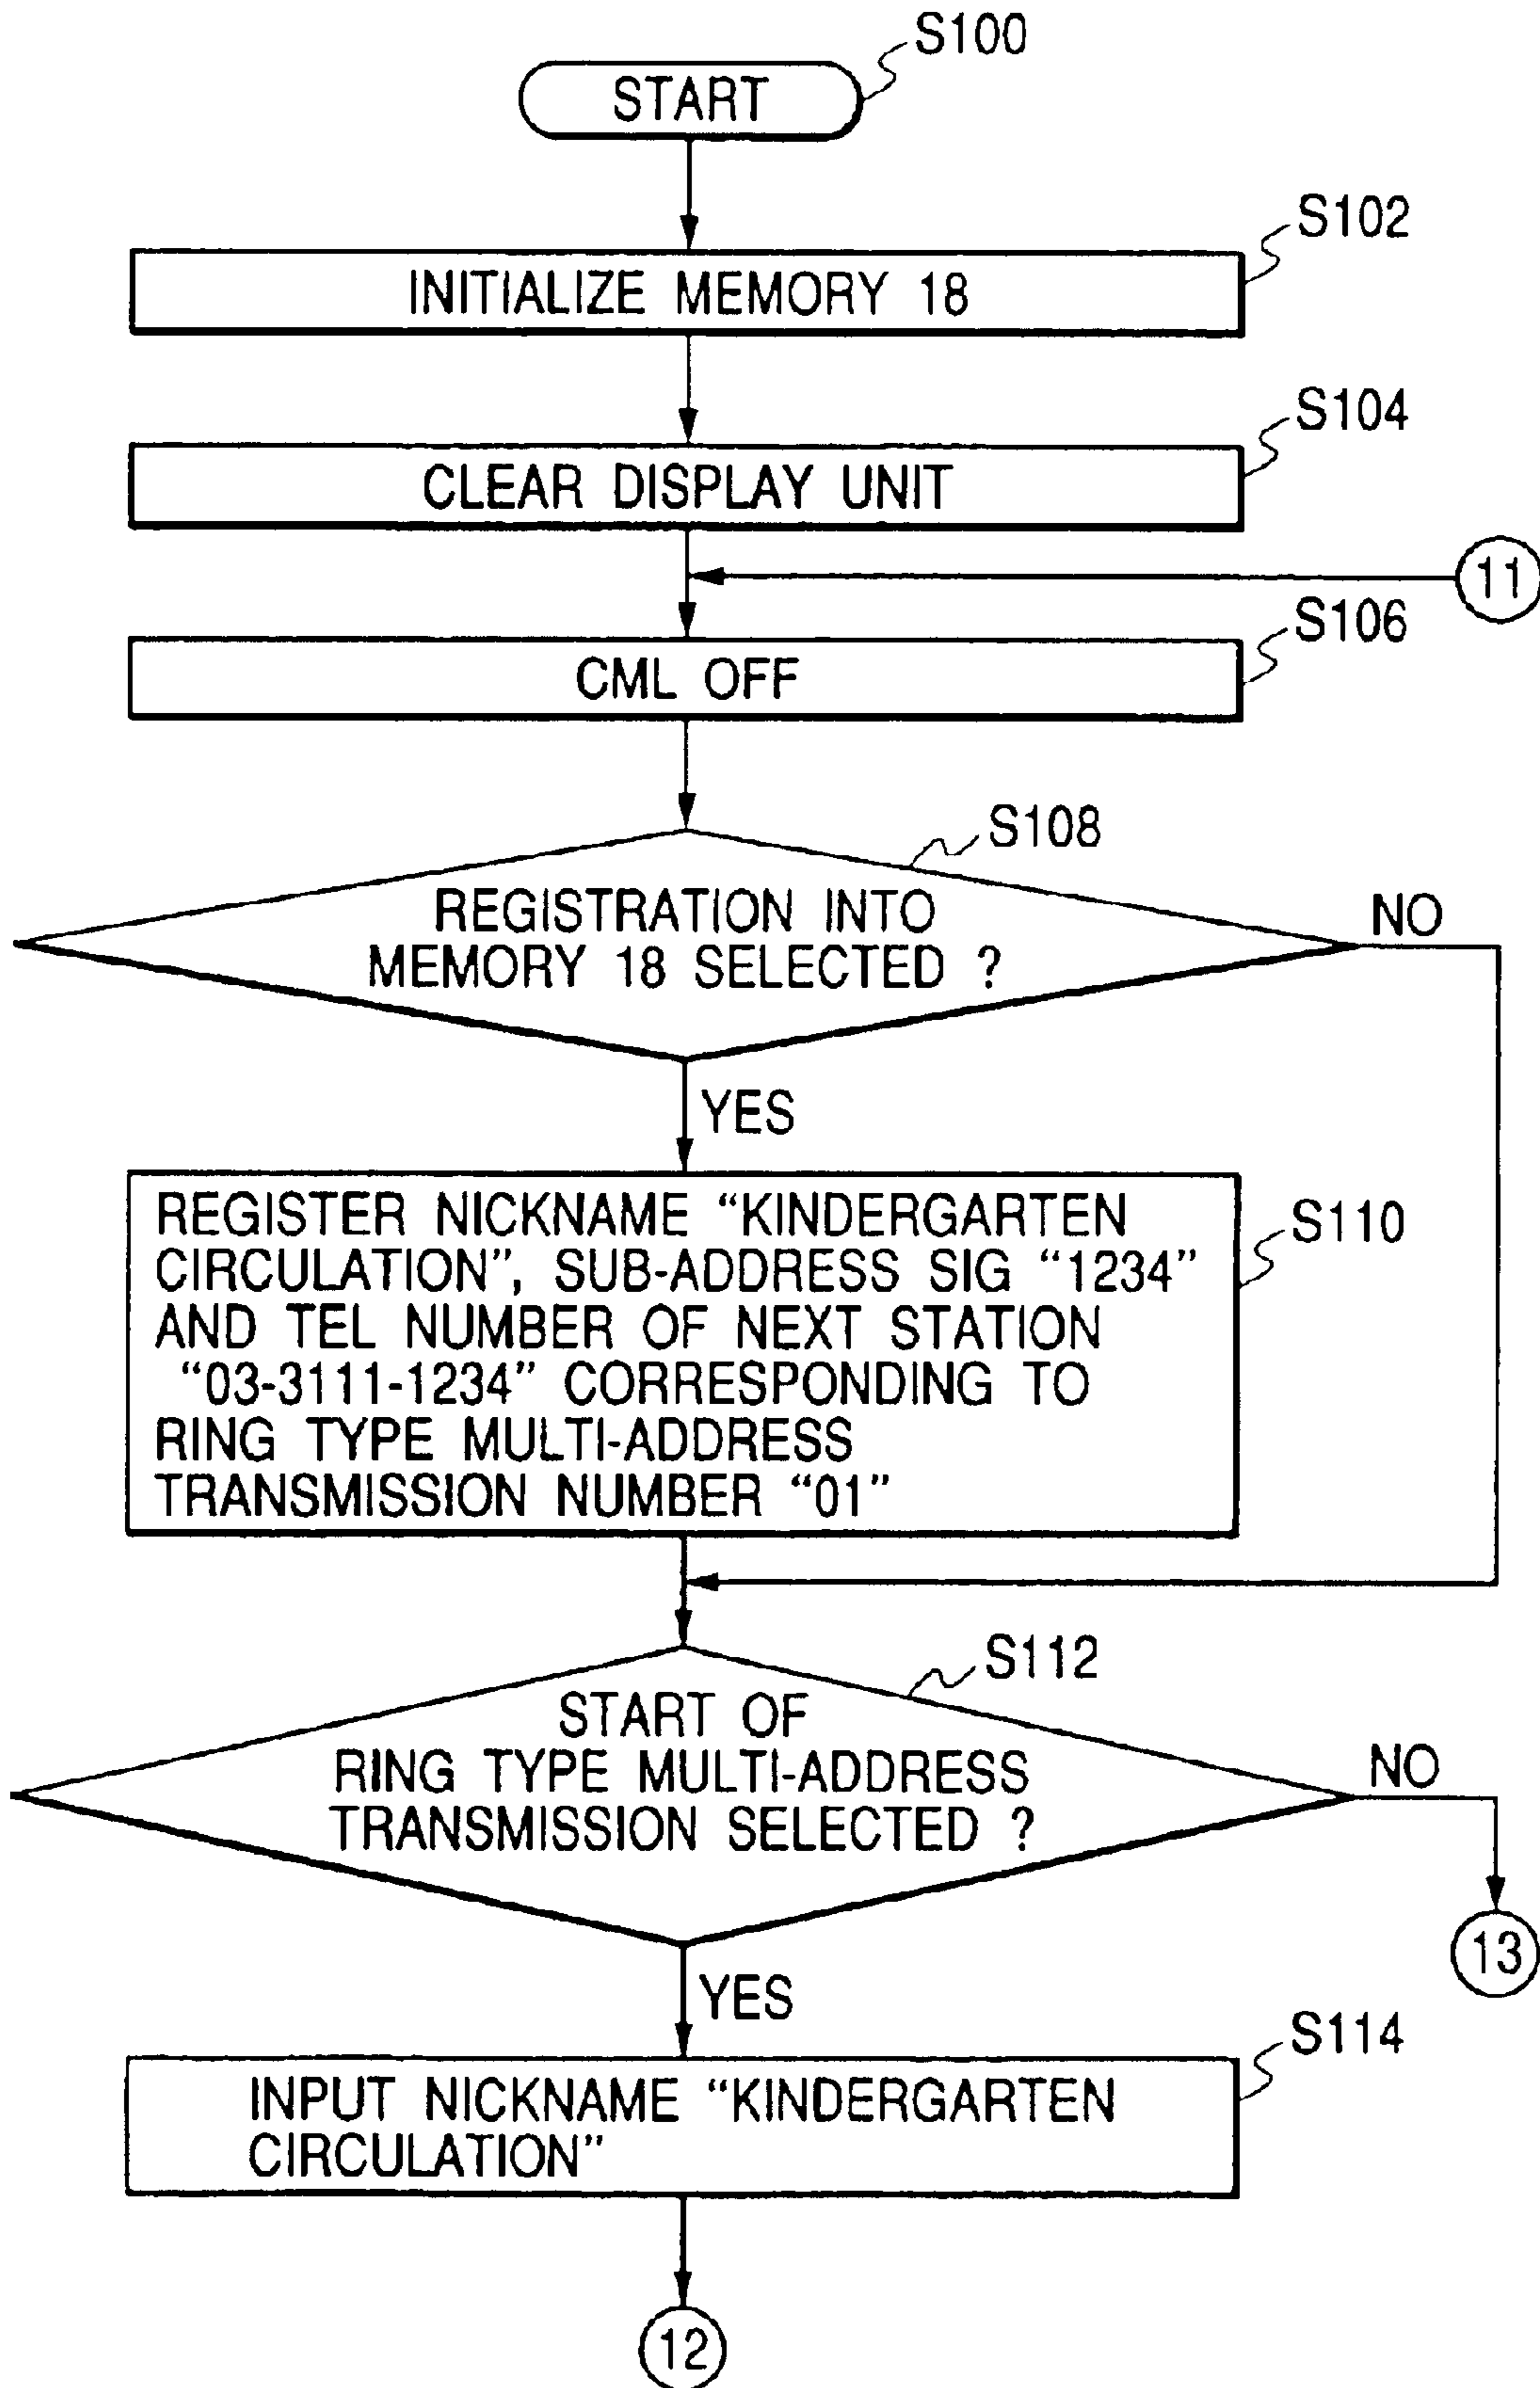 S100
START
S102
INITIALIZE MEMORY 18
S104
CLEAR DISPLAY UNIT
11
S106
CML OFF
S108
REGISTRATION INTO
MEMORY 18 SELECTED ?
NO
YES
S110
REGISTER NICKNAME “KINDERGARTEN
CIRCULATION”, SUB-ADDRESS SIG “1234”
AND TEL NUMBER OF NEXT STATION
“03-3111-1234” CORRESPONDING TO
RING TYPE MULTI-ADDRESS
TRANSMISSION NUMBER “01”
S112
START OF
RING TYPE MULTI-ADDRESS
TRANSMISSION SELECTED ?
NO
13
YES
S114
INPUT NICKNAME “KINDERGARTEN
CIRCULATION”
12